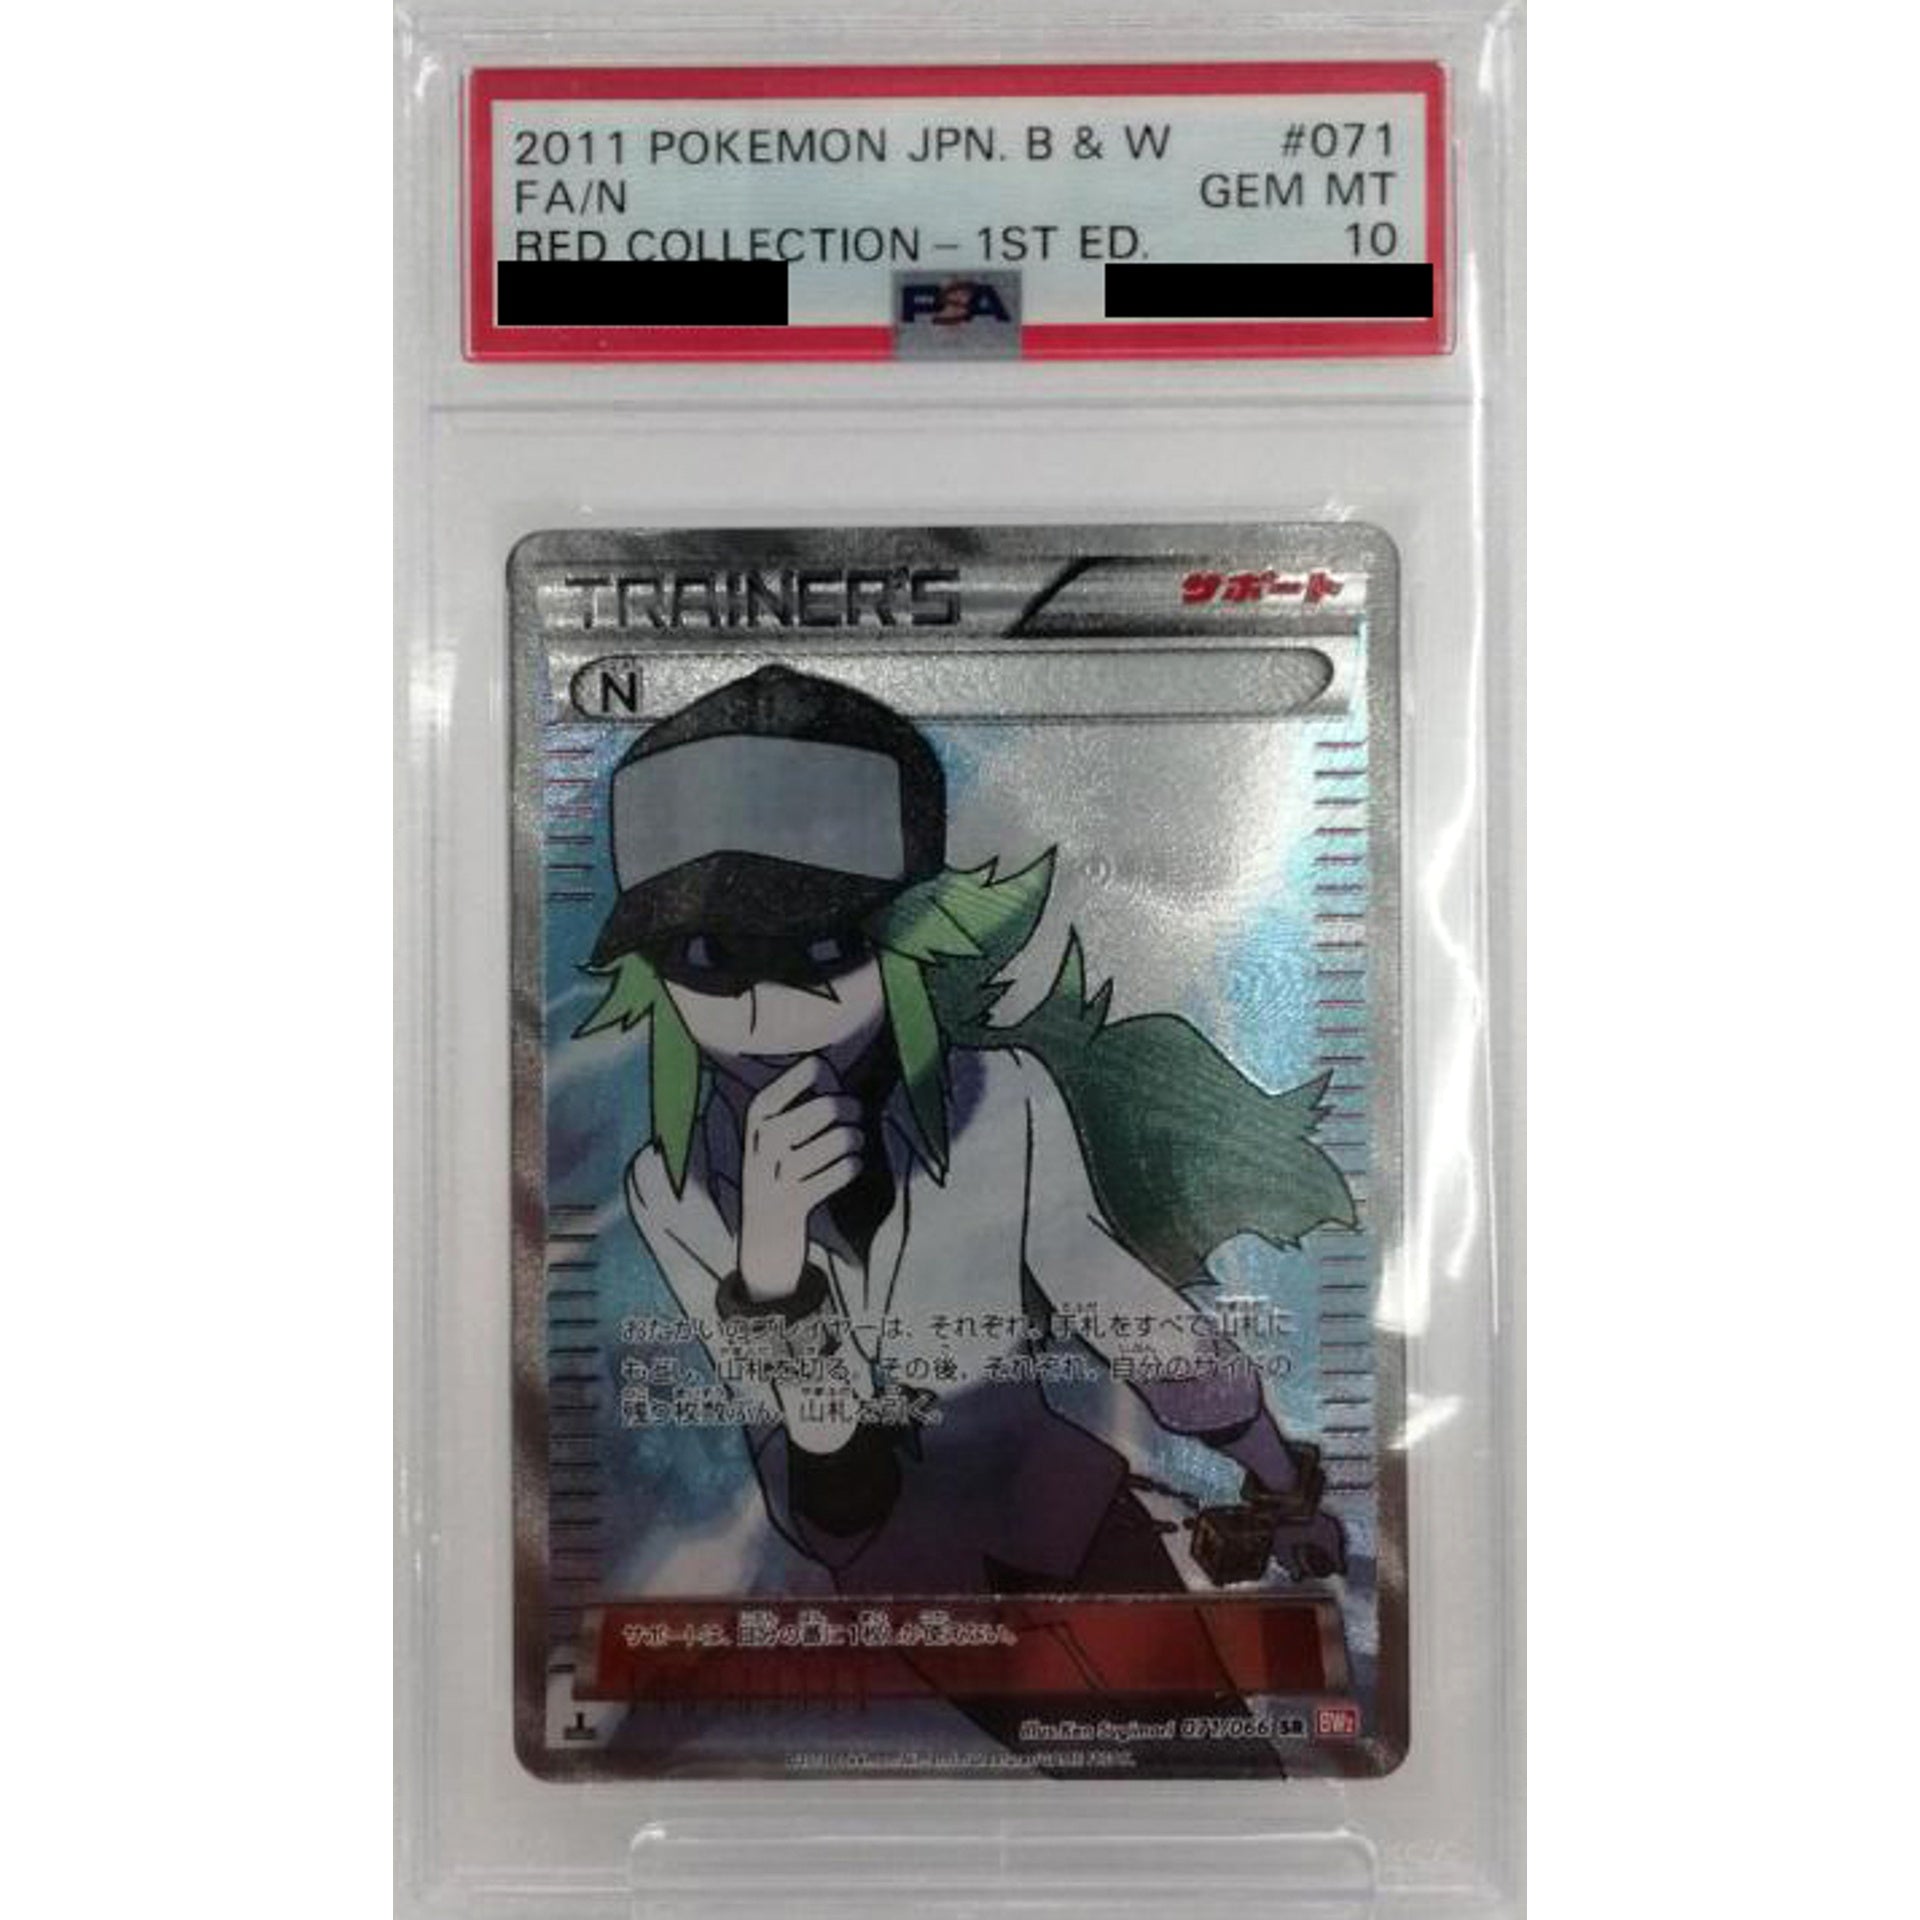 2011 POKEMON JPN. B & W #071
FA/N GEM MT
RED COLLECTION - 1ST ED. 10
PSA
TRAINER'S サポート
N
おたがいのプレイヤーは、それぞれ、手札をすべて山札に
もどし、山札を切る。その後、それぞれ、自分のサイドの
残り枚数ぶん、山札を引く。
サポートは、自分の番に1枚しか使えない。
illus.Ken Sugimori 071/066 SR BW2